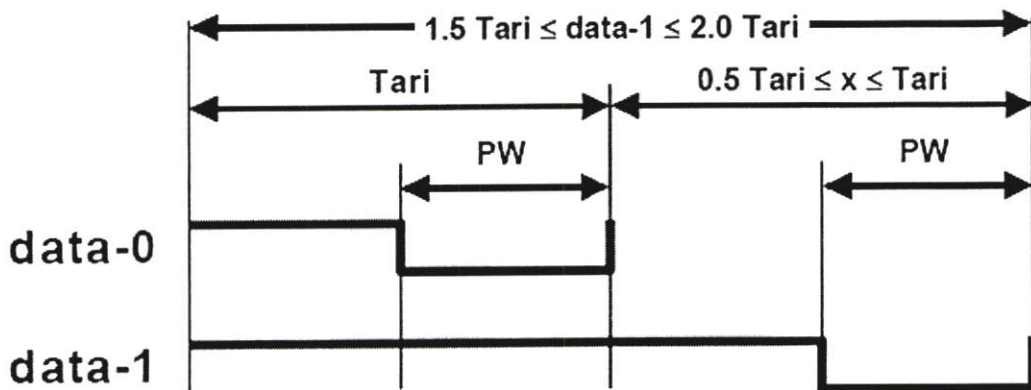 1.5 Tari ≤ data-1 ≤ 2.0 Tari
Tari
0.5 Tari ≤ x ≤ Tari
PW
PW
data-0
data-1